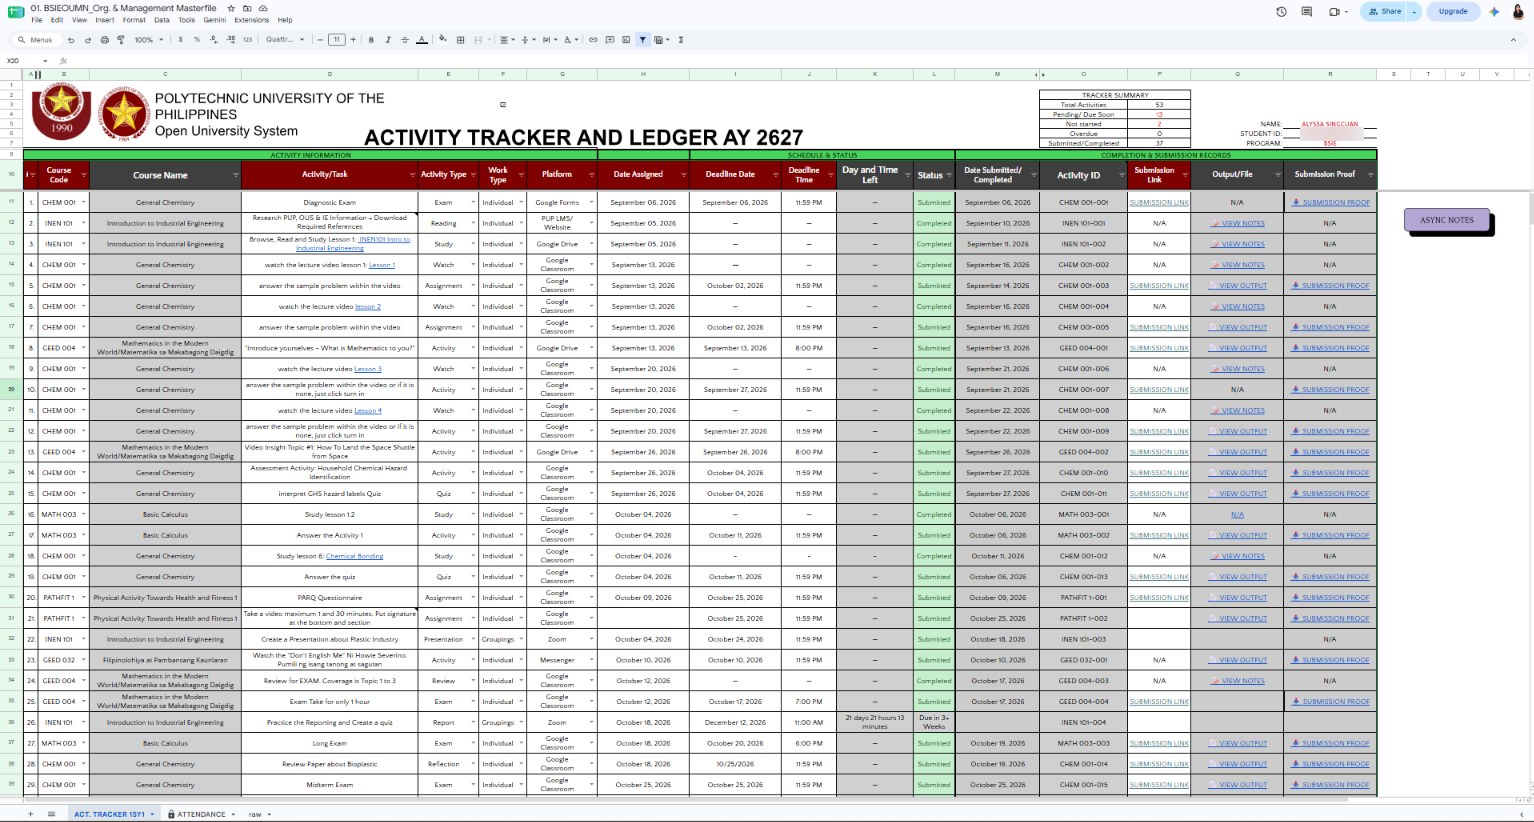 01. BSIEOUMN_Org. & Management Masterfile
File Edit View Insert Format Data Tools Gemini Extensions Help
Share
Upgrade
Menus 100% $ % .0 .00 123 Quattr... 11 B I A
X20 fx
A B C D E F G H I J K L M O P Q R S T U V
1990
POLYTECHNIC UNIVERSITY OF THE
PHILIPPINES
Open University System
ACTIVITY TRACKER AND LEDGER AY 2627
TRACKER SUMMARY
Total Activities 53
Pending/ Due Soon 13
Not started 2
Overdue 0
Submitted/Completed 37
NAME: ALYSSA SINGCUAN
STUDENT ID:
PROGRAM: BSIE
ACTIVITY INFORMATION SCHEDULE & STATUS COMPLETION & SUBMISSION RECORDS
Course Code Course Name Activity/Task Activity Type Work Type Platform Date Assigned Deadline Date Deadline Time Day and Time Left Status Date Submitted/ Completed Activity ID Submission Link Output/File Submission Proof
1. CHEM 001 General Chemistry Diagnostic Exam Exam Individual Google Forms September 06, 2026 September 06, 2026 11:59 PM — Submitted September 06, 2026 CHEM 001-001 SUBMISSION LINK N/A SUBMISSION PROOF
2. INEN 101 Introduction to Industrial Engineering Research PUP, OUS & IE Information + Download Required References Reading Individual PUP LMS/ Website September 05, 2026 — — — Completed September 10, 2026 INEN 101-001 N/A VIEW NOTES N/A
3. INEN 101 Introduction to Industrial Engineering Browse, Read and Study Lesson 1: INEN101 Intro to Industrial Engineering Study Individual Google Drive September 05, 2026 — — — Completed September 11, 2026 INEN 101-002 N/A VIEW NOTES N/A
4. CHEM 001 General Chemistry watch the lecture video lesson 1: Lesson 1 Watch Individual Google Classroom September 13, 2026 — — — Completed September 16, 2026 CHEM 001-002 N/A VIEW NOTES N/A
5. CHEM 001 General Chemistry answer the sample problem within the video Assignment Individual Google Classroom September 13, 2026 October 02, 2026 11:59 PM — Submitted September 14, 2026 CHEM 001-003 SUBMISSION LINK VIEW OUTPUT SUBMISSION PROOF
6. CHEM 001 General Chemistry watch the lecture video lesson 2 Watch Individual Google Classroom September 13, 2026 — — — Completed September 16, 2026 CHEM 001-004 N/A VIEW NOTES N/A
7. CHEM 001 General Chemistry answer the sample problem within the video Assignment Individual Google Classroom September 13, 2026 October 02, 2026 11:59 PM — Submitted September 16, 2026 CHEM 001-005 SUBMISSION LINK VIEW OUTPUT SUBMISSION PROOF
8. GEED 004 Mathematics in the Modern World/Matematika sa Makabagong Daigdig "Introduce yourselves – What is Mathematics to you?" Activity Individual Google Drive September 13, 2026 September 13, 2026 8:00 PM — Submitted September 13, 2026 GEED 004-001 SUBMISSION LINK VIEW OUTPUT SUBMISSION PROOF
9. CHEM 001 General Chemistry watch the lecture video Lesson 3 Watch Individual Google Classroom September 20, 2026 — — — Completed September 21, 2026 CHEM 001-006 N/A VIEW NOTES N/A
10. CHEM 001 General Chemistry answer the sample problem within the video or if it is none, just click turn in Activity Individual Google Classroom September 20, 2026 September 27, 2026 11:59 PM — Submitted September 21, 2026 CHEM 001-007 SUBMISSION LINK N/A SUBMISSION PROOF
11. CHEM 001 General Chemistry watch the lecture video Lesson 4 Watch Individual Google Classroom September 20, 2026 — — — Completed September 22, 2026 CHEM 001-008 N/A VIEW NOTES N/A
12. CHEM 001 General Chemistry answer the sample problem within the video or if it is none, just click turn in Activity Individual Google Classroom September 20, 2026 September 27, 2026 11:59 PM — Submitted September 22, 2026 CHEM 001-009 SUBMISSION LINK VIEW OUTPUT SUBMISSION PROOF
13. GEED 004 Mathematics in the Modern World/Matematika sa Makabagong Daigdig Video Insight Topic #1: How To Land the Space Shuttle from Space Activity Individual Google Drive September 26, 2026 September 26, 2026 8:00 PM — Submitted September 26, 2026 GEED 004-002 SUBMISSION LINK VIEW OUTPUT SUBMISSION PROOF
14. CHEM 001 General Chemistry Assessment Activity: Household Chemical Hazard Identification Activity Individual Google Classroom September 26, 2026 October 04, 2026 11:59 PM — Submitted September 27, 2026 CHEM 001-010 SUBMISSION LINK VIEW OUTPUT SUBMISSION PROOF
15. CHEM 001 General Chemistry interpret GHS hazard labels Quiz Quiz Individual Google Classroom September 26, 2026 October 04, 2026 11:59 PM — Submitted September 27, 2026 CHEM 001-011 SUBMISSION LINK VIEW OUTPUT SUBMISSION PROOF
16. MATH 003 Basic Calculus Study lesson 1.2 Study Individual Google Classroom October 04, 2026 — — — Completed October 06, 2026 MATH 003-001 N/A N/A N/A
17. MATH 003 Basic Calculus Answer the Activity 1 Activity Individual Google Classroom October 04, 2026 October 11, 2026 11:59 PM — Submitted October 06, 2026 MATH 003-002 SUBMISSION LINK VIEW OUTPUT SUBMISSION PROOF
18. CHEM 001 General Chemistry Study lesson 6: Chemical Bonding Study Individual Google Classroom October 04, 2026 - - - Completed October 11, 2026 CHEM 001-012 N/A VIEW NOTES N/A
19. CHEM 001 General Chemistry Answer the quiz Quiz Individual Google Classroom October 04, 2026 October 11, 2026 11:59 PM — Submitted October 06, 2026 CHEM 001-013 SUBMISSION LINK VIEW OUTPUT SUBMISSION PROOF
20. PATHFIT 1 Physical Activity Towards Health and Fitness 1 PARQ Questionnaire Assignment Individual Google Classroom October 09, 2026 October 25, 2026 11:59 PM — Submitted October 09, 2026 PATHFIT 1-001 SUBMISSION LINK VIEW OUTPUT SUBMISSION PROOF
21. PATHFIT 1 Physical Activity Towards Health and Fitness 1 Take a video maximum 1 and 30 minutes. Put signature at the bottom and section Assignment Individual Google Classroom October 25, 2026 11:59 PM — Submitted October 25, 2026 PATHFIT 1-002 VIEW OUTPUT SUBMISSION PROOF
22. INEN 101 Introduction to Industrial Engineering Create a Presentation about Plastic Industry Presentation Groupings Zoom October 04, 2026 October 24, 2026 11:59 PM — Submitted October 18, 2026 INEN 101-003 N/A
23. GEED 032 Filipinolohiya at Pambansang Kaunlaran Watch the "Don't English Me" Ni Howie Severino. Pumili ng isang tanong at sagutan Activity Individual Messenger October 10, 2026 October 10, 2026 11:59 PM — Submitted October 10, 2026 GEED 032-001 N/A VIEW OUTPUT SUBMISSION PROOF
24. GEED 004 Mathematics in the Modern World/Matematika sa Makabagong Daigdig Review for EXAM. Coverage is Topic 1 to 3 Review Individual October 12, 2026 — — — Completed October 17, 2026 GEED 004-003 N/A VIEW NOTES N/A
25. GEED 004 Mathematics in the Modern World/Matematika sa Makabagong Daigdig Exam Take for only 1 hour Exam Individual October 12, 2026 October 17, 2026 7:00 PM — Submitted October 17, 2026 GEED 004-004 SUBMISSION LINK SUBMISSION PROOF
26. INEN 101 Introduction to Industrial Engineering Practice the Reporting and Create a quiz Report Groupings Zoom October 18, 2026 December 12, 2026 11:00 AM 21 days 21 hours 13 minutes Due in 3+ Weeks INEN 101-004
27. MATH 003 Basic Calculus Long Exam Exam Individual Google Classroom October 18, 2026 October 20, 2026 6:00 PM — Submitted October 19, 2026 MATH 003-003 SUBMISSION LINK VIEW OUTPUT SUBMISSION PROOF
28. CHEM 001 General Chemistry Review Paper about Bioplastic Reflection Individual Google Classroom October 18, 2026 10/25/2026 11:59 PM — Submitted October 24, 2026 CHEM 001-014 SUBMISSION LINK VIEW OUTPUT SUBMISSION PROOF
29. CHEM 001 General Chemistry Midterm Exam Exam Individual Google Classroom October 25, 2026 October 25, 2026 11:59 PM — Submitted October 25, 2026 CHEM 001-015 SUBMISSION LINK VIEW OUTPUT SUBMISSION PROOF
ASYNC NOTES
ACT. TRACKER 1SY1 ATTENDANCE raw